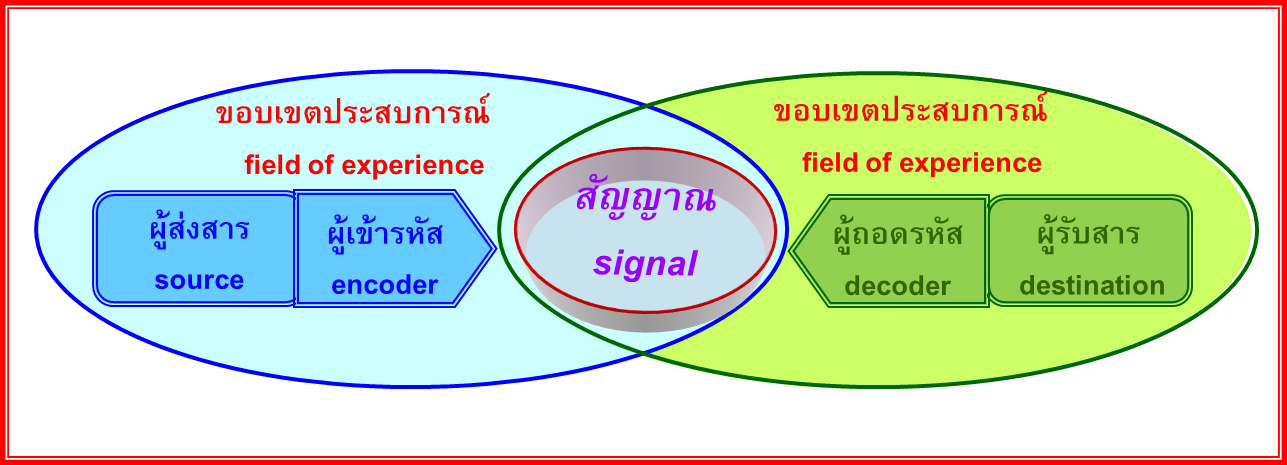 ขอบเขตประสบการณ์
field of experience
ผู้ส่งสาร
source
ผู้เข้ารหัส
encoder
สัญญาณ
signal
ขอบเขตประสบการณ์
field of experience
ผู้ถอดรหัส
decoder
ผู้รับสาร
destination